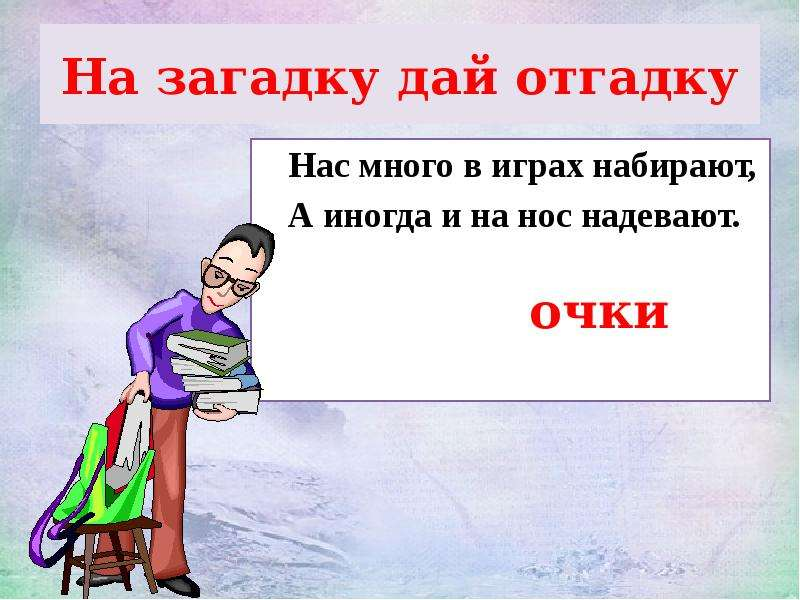 На загадку дай отгадку
Нас много в играх набирают,
А иногда и на нос надевают.
очки